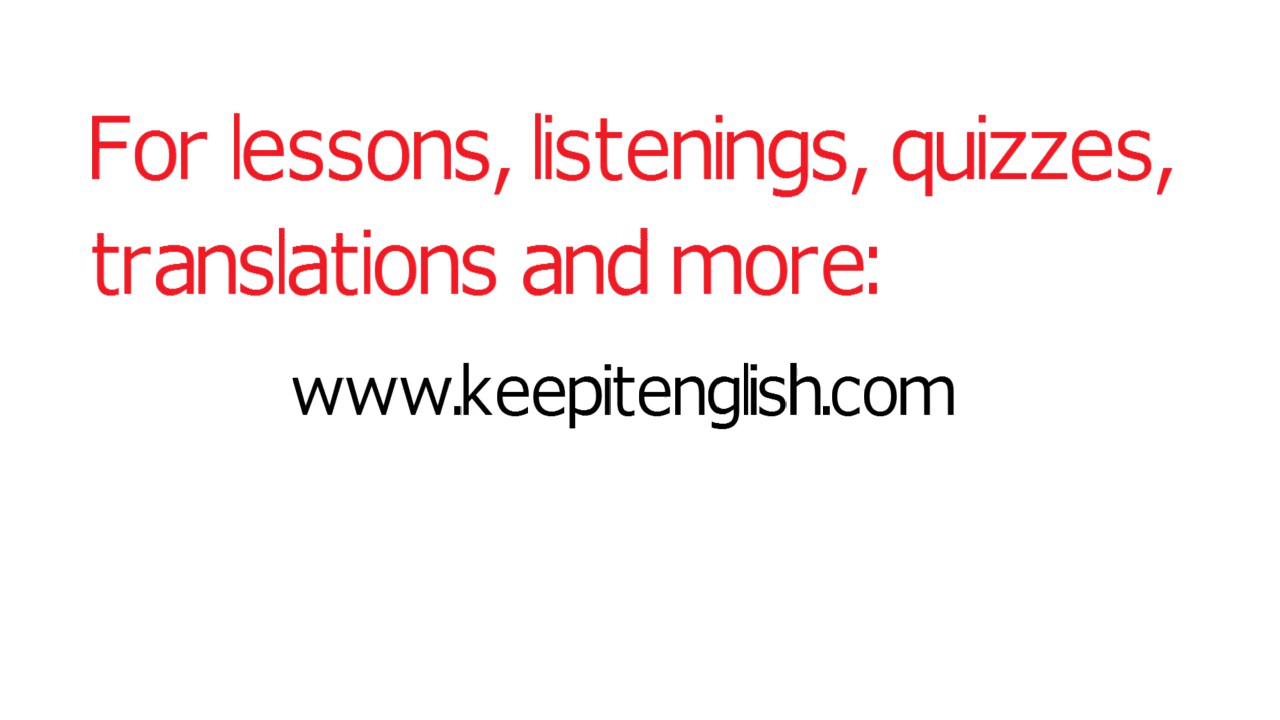 For lessons, listenings, quizzes,
translations and more:
www.keepitenglish.com